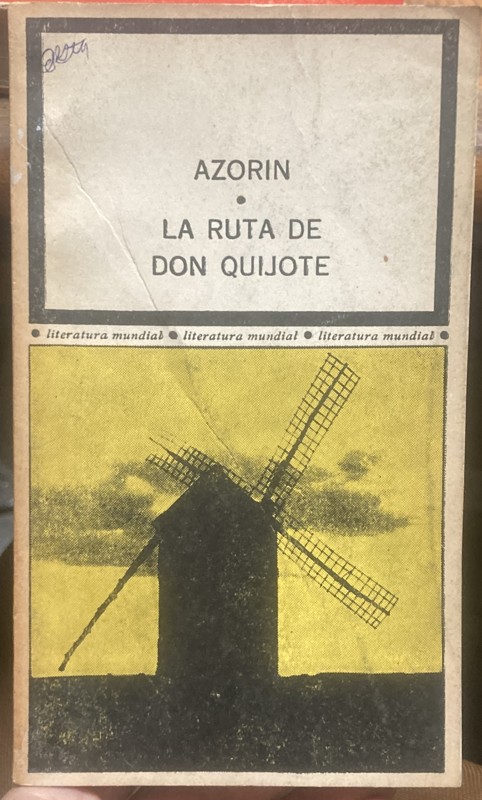 AZORIN
•
LA RUTA DE
DON QUIJOTE
• literatura mundial • literatura mundial • literatura mundial •